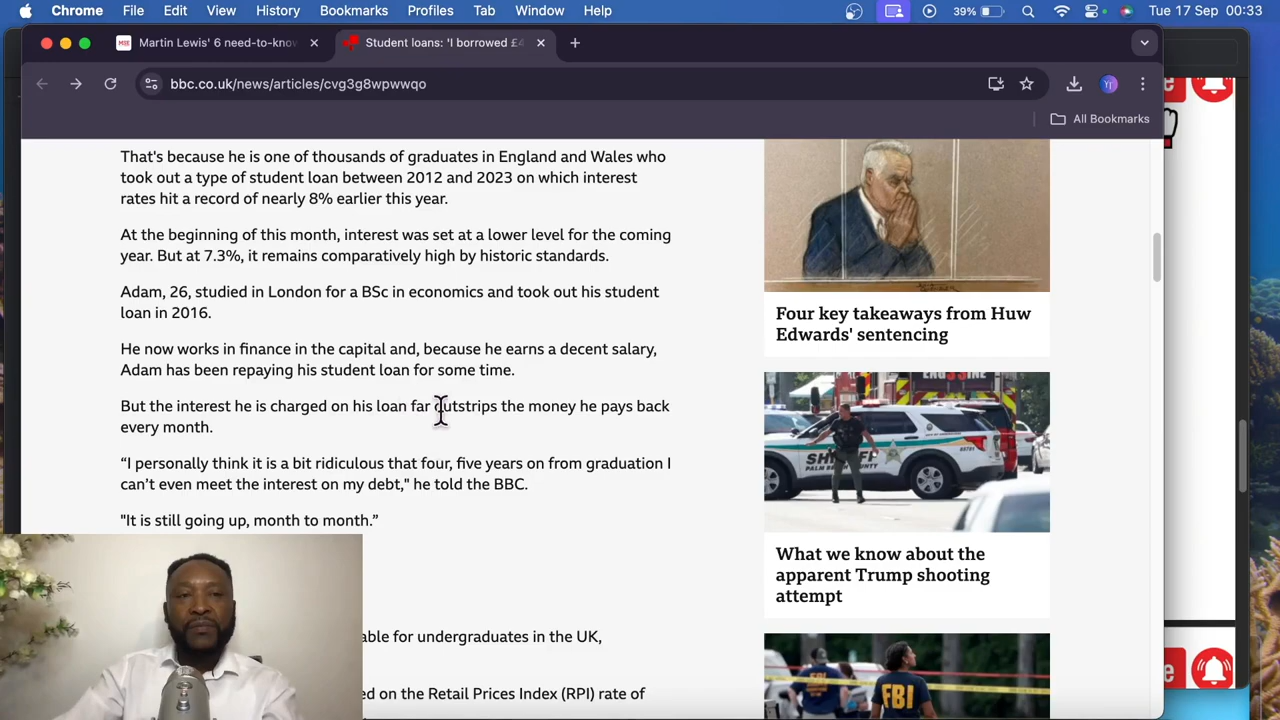 Chrome File Edit View History Bookmarks Profiles Tab Window Help 39% Tue 17 Sep 00:33
Martin Lewis' 6 need-to-know
Student loans: 'I borrowed £4
bbc.co.uk/news/articles/cvg3g8wpwwqo
All Bookmarks
That's because he is one of thousands of graduates in England and Wales who
took out a type of student loan between 2012 and 2023 on which interest
rates hit a record of nearly 8% earlier this year.
At the beginning of this month, interest was set at a lower level for the coming
year. But at 7.3%, it remains comparatively high by historic standards.
Adam, 26, studied in London for a BSc in economics and took out his student
loan in 2016.
He now works in finance in the capital and, because he earns a decent salary,
Adam has been repaying his student loan for some time.
But the interest he is charged on his loan far outstrips the money he pays back
every month.
“I personally think it is a bit ridiculous that four, five years on from graduation I
can’t even meet the interest on my debt," he told the BBC.
"It is still going up, month to month.”
able for undergraduates in the UK,
ed on the Retail Prices Index (RPI) rate of
Four key takeaways from Huw
Edwards' sentencing
SHERIFF
PALM BEACH COUNTY
What we know about the
apparent Trump shooting
attempt
FBI